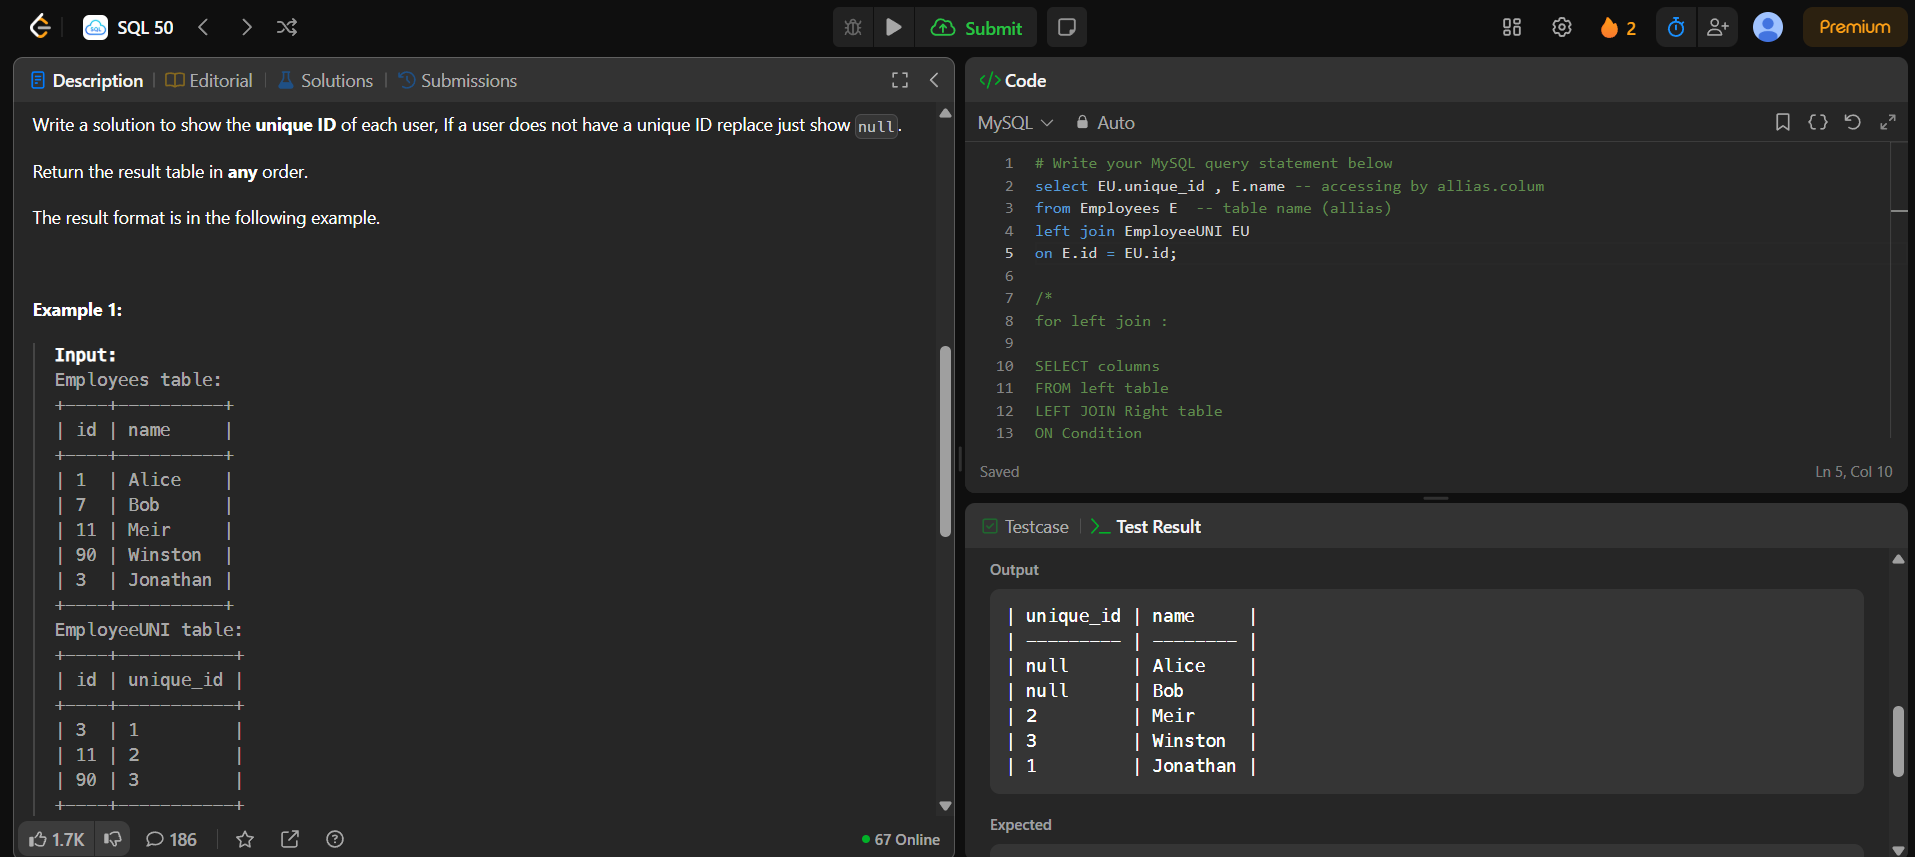 SQL 50
Submit
2
Premium
Description
Editorial
Solutions
Submissions
Write a solution to show the unique ID of each user, If a user does not have a unique ID replace just show null.
Return the result table in any order.
The result format is in the following example.
Example 1:
Input:
Employees table:
+----+----------+
| id | name     |
+----+----------+
| 1  | Alice    |
| 7  | Bob      |
| 11 | Meir     |
| 90 | Winston  |
| 3  | Jonathan |
+----+----------+
EmployeeUNI table:
+----+-----------+
| id | unique_id |
+----+-----------+
| 3  | 1         |
| 11 | 2         |
| 90 | 3         |
+----+-----------+
1.7K
186
67 Online
</> Code
MySQL
Auto
1 # Write your MySQL query statement below
2 select EU.unique_id , E.name -- accessing by allias.colum
3 from Employees E  -- table name (allias)
4 left join EmployeeUNI EU
5 on E.id = EU.id;
6
7 /*
8 for left join :
9
10 SELECT columns
11 FROM left table
12 LEFT JOIN Right table
13 ON Condition
Saved
Ln 5, Col 10
Testcase
>_ Test Result
Output
| unique_id | name     |
| --------- | -------- |
| null      | Alice    |
| null      | Bob      |
| 2         | Meir     |
| 3         | Winston  |
| 1         | Jonathan |
Expected